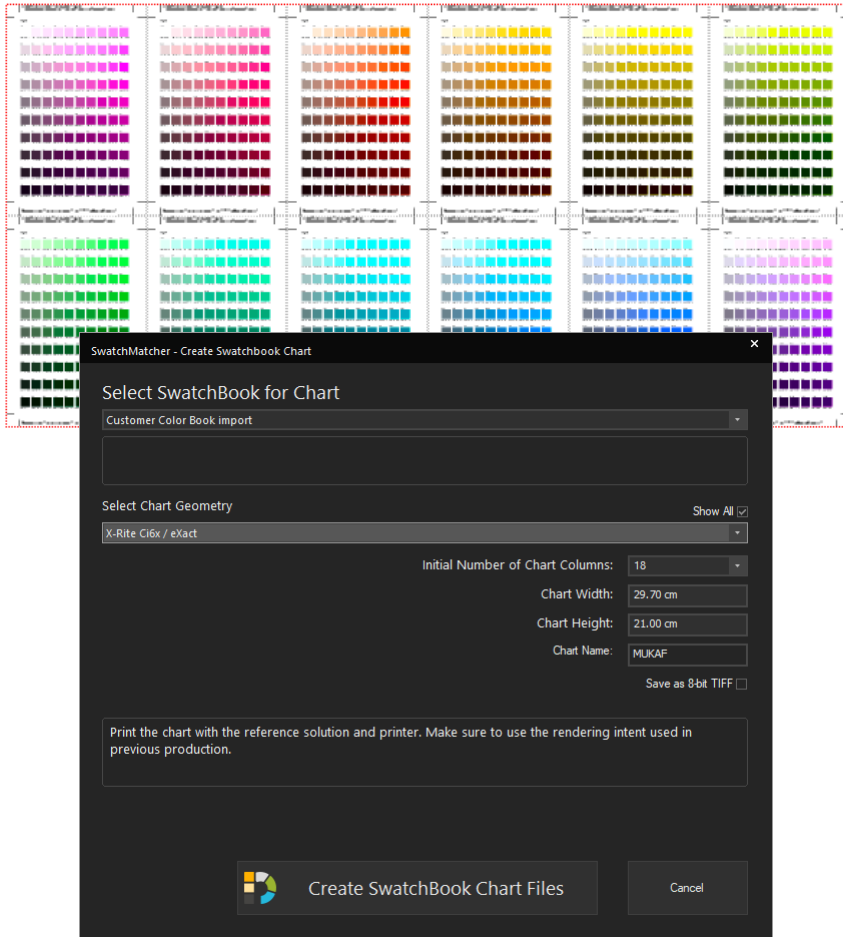 SwatchMatcher - Create Swatchbook Chart
Select SwatchBook for Chart
Customer Color Book import
Select Chart Geometry
Show All
X-Rite Ci6x / eXact
Initial Number of Chart Columns:
18
Chart Width:
29.70 cm
Chart Height:
21.00 cm
Chart Name:
MUKAF
Save as 8-bit TIFF
Print the chart with the reference solution and printer. Make sure to use the rendering intent used in
previous production.
Create SwatchBook Chart Files
Cancel